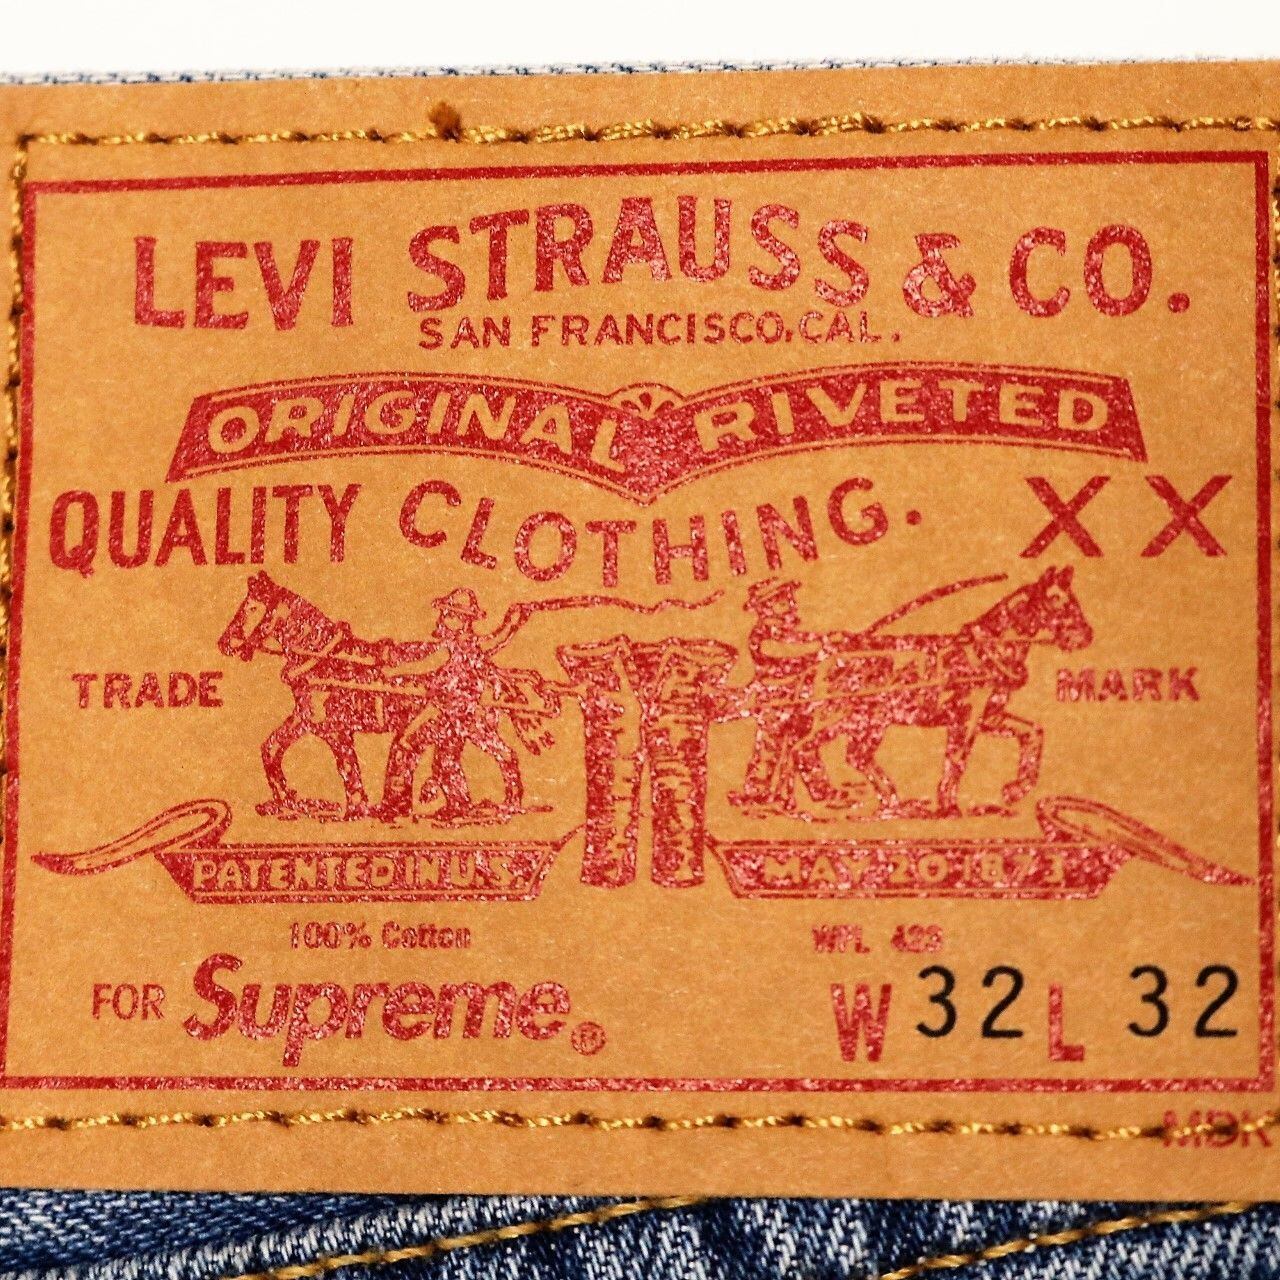 LEVI STRAUSS & CO.
SAN FRANCISCO, CAL.
ORIGINAL RIVETED
QUALITY CLOTHING. XX
TRADE MARK
PATENTED IN U.S. MAY 20 1873
100% Cotton WPL 423
FOR Supreme® W 32 L 32
MDK